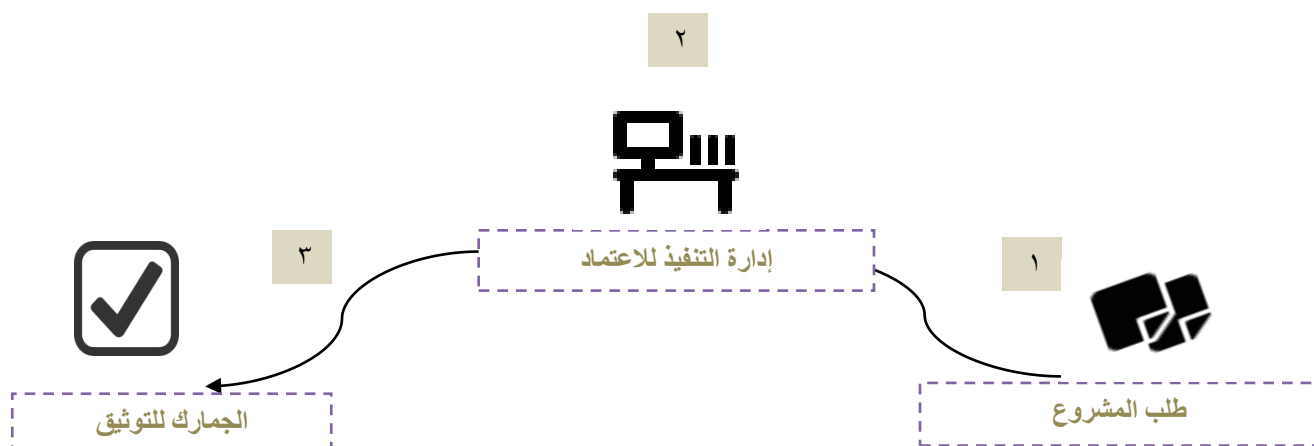 ٢
إدارة التنفيذ للاعتماد
١
٣
طلب المشروع
الجمارك للتوثيق